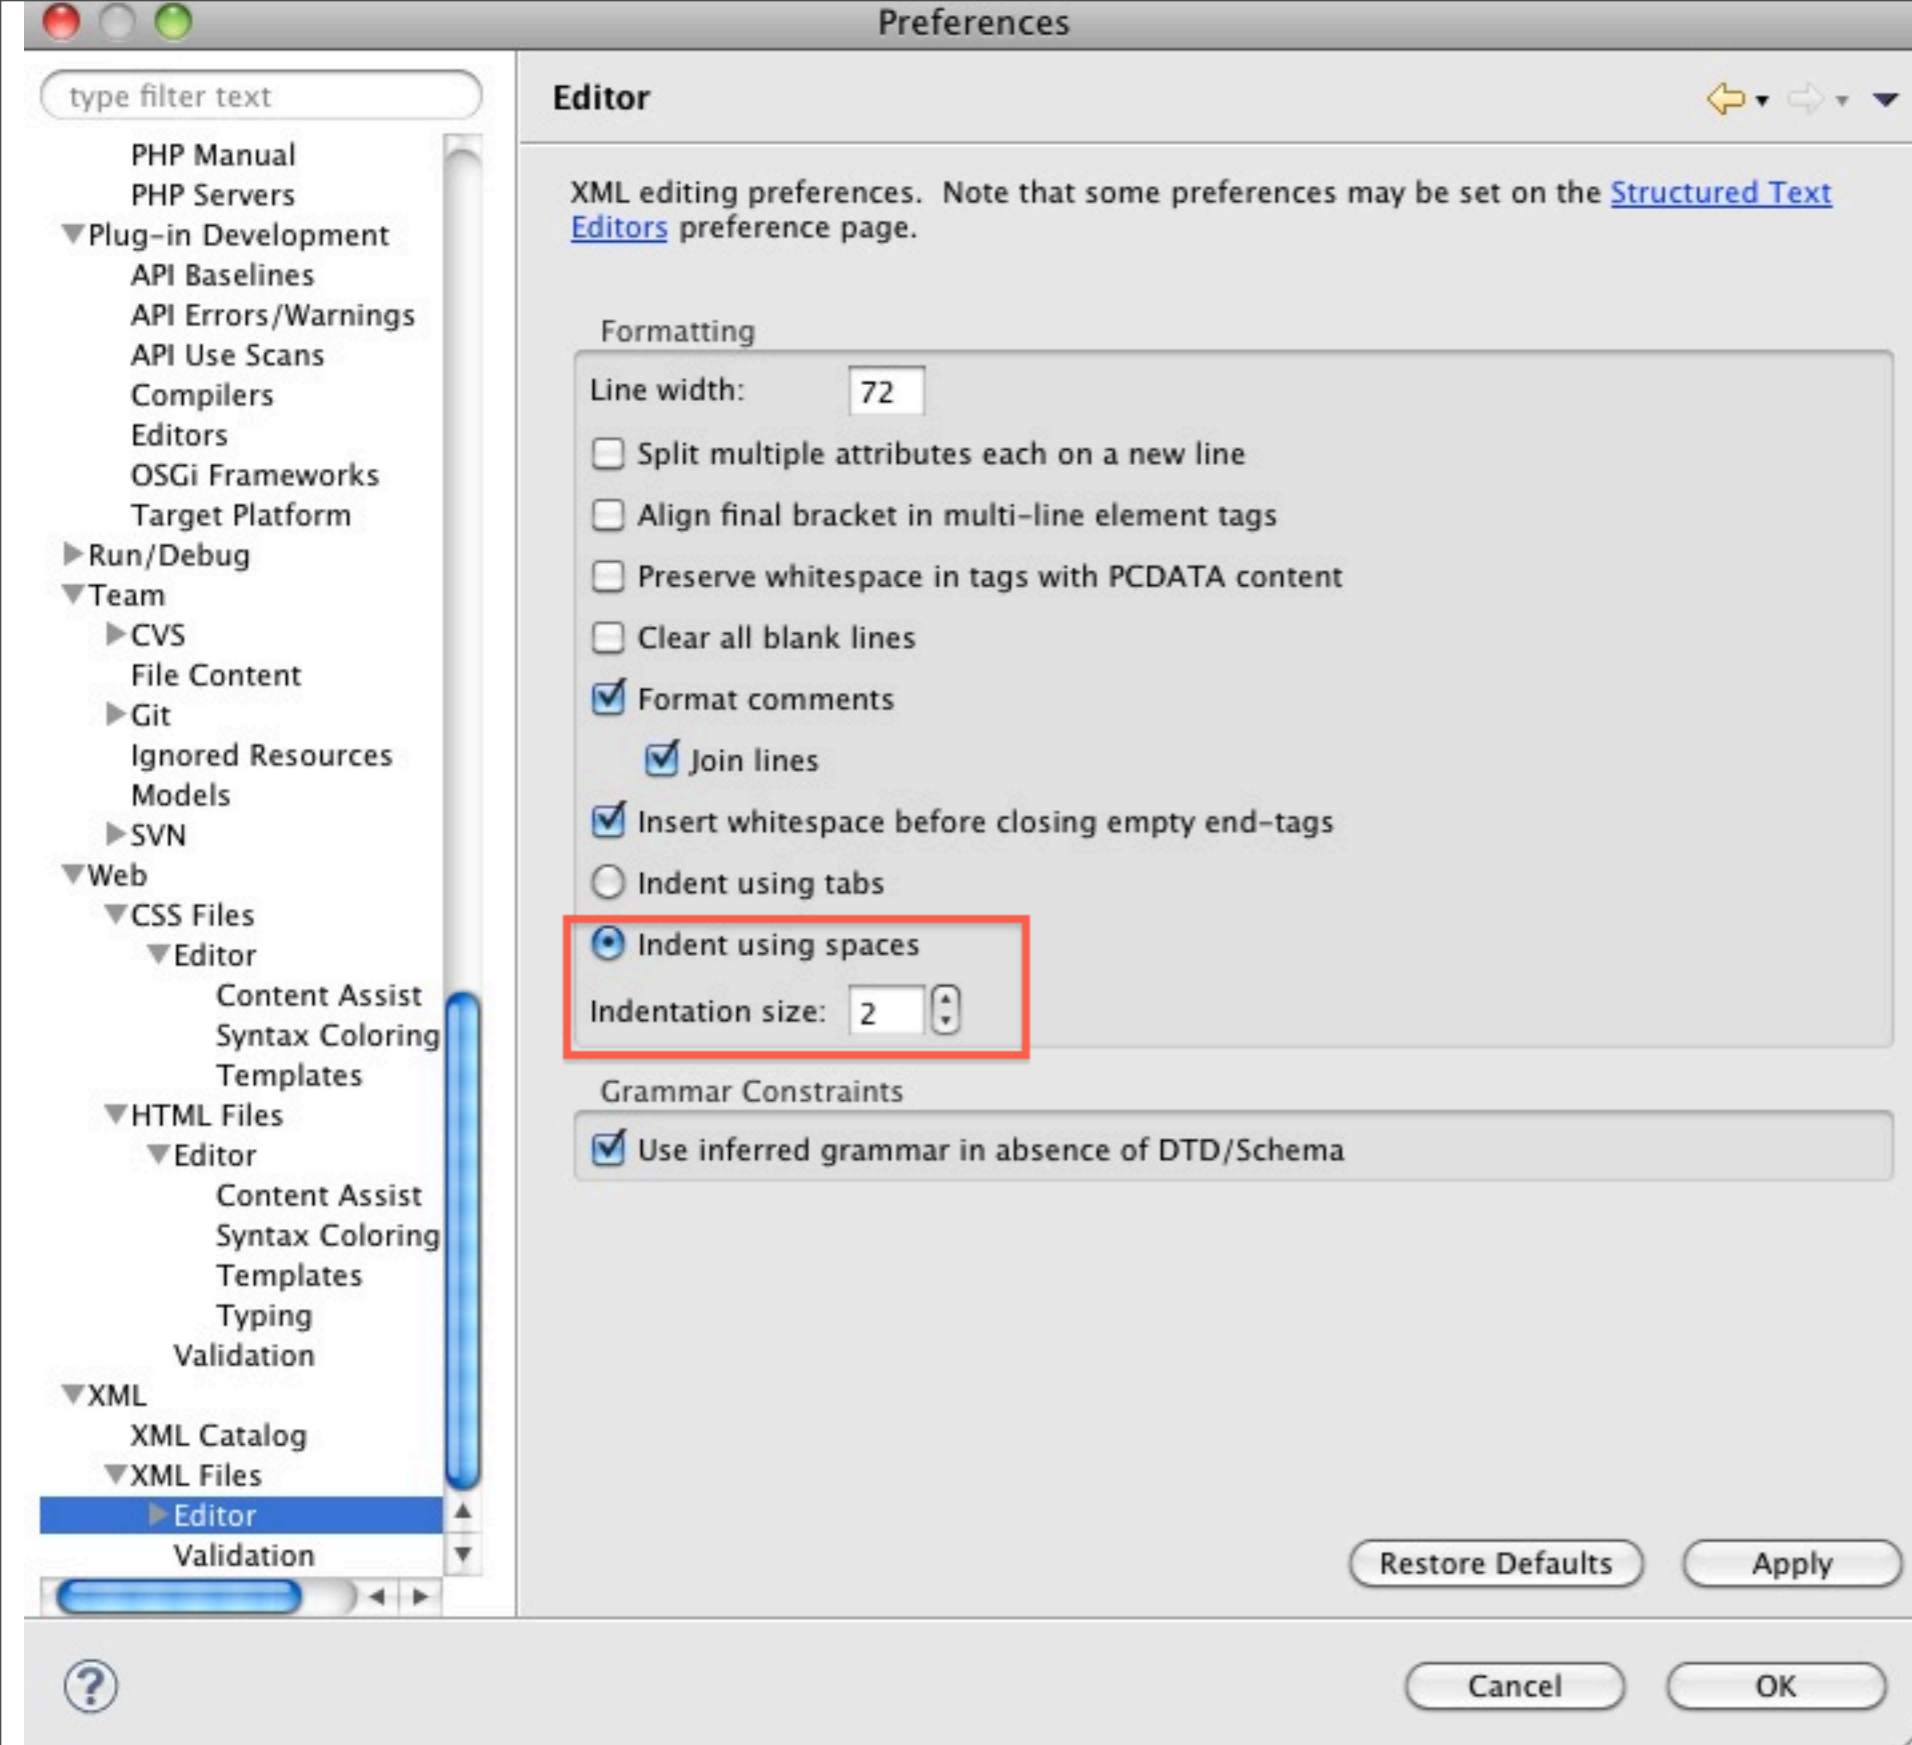 Preferences
type filter text
PHP Manual
PHP Servers
Plug-in Development
API Baselines
API Errors/Warnings
API Use Scans
Compilers
Editors
OSGi Frameworks
Target Platform
Run/Debug
Team
CVS
File Content
Git
Ignored Resources
Models
SVN
Web
CSS Files
Editor
Content Assist
Syntax Coloring
Templates
HTML Files
Editor
Content Assist
Syntax Coloring
Templates
Typing
Validation
XML
XML Catalog
XML Files
Editor
Validation
Editor
XML editing preferences.  Note that some preferences may be set on the Structured Text
Editors preference page.
Formatting
Line width: 72
Split multiple attributes each on a new line
Align final bracket in multi-line element tags
Preserve whitespace in tags with PCDATA content
Clear all blank lines
Format comments
Join lines
Insert whitespace before closing empty end-tags
Indent using tabs
Indent using spaces
Indentation size: 2
Grammar Constraints
Use inferred grammar in absence of DTD/Schema
Restore Defaults Apply
? Cancel OK